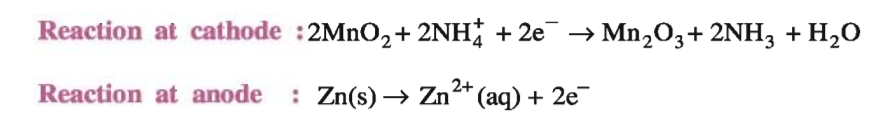 Reaction at cathode : 2MnO₂ + 2NH₄⁺ + 2e⁻ → Mn₂O₃ + 2NH₃ + H₂O
Reaction at anode : Zn(s) → Zn²⁺(aq) + 2e⁻